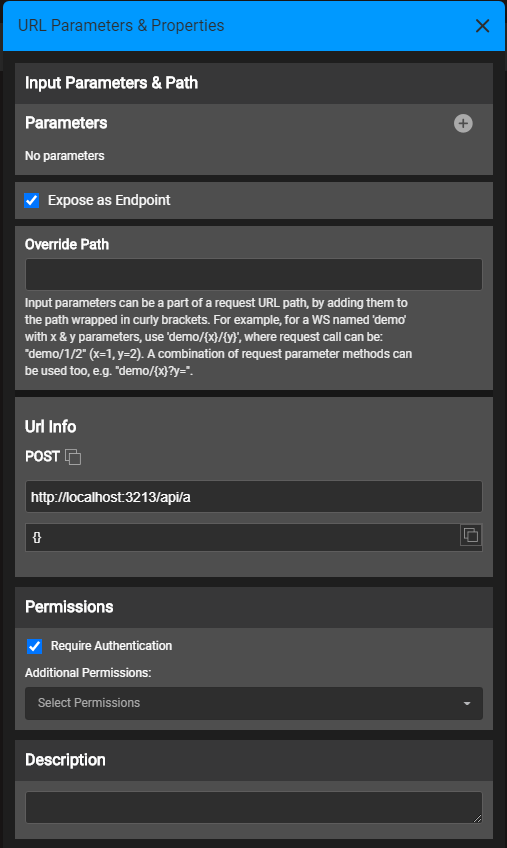 URL Parameters & Properties
Input Parameters & Path
Parameters
No parameters
Expose as Endpoint
Override Path
Input parameters can be a part of a request URL path, by adding them to
the path wrapped in curly brackets. For example, for a WS named 'demo'
with x & y parameters, use 'demo/{x}/{y}', where request call can be:
"demo/1/2" (x=1, y=2). A combination of request parameter methods can
be used too, e.g. "demo/{x}?y=".
Url Info
POST
http://localhost:3213/api/a
{}
Permissions
Require Authentication
Additional Permissions:
Select Permissions
Description